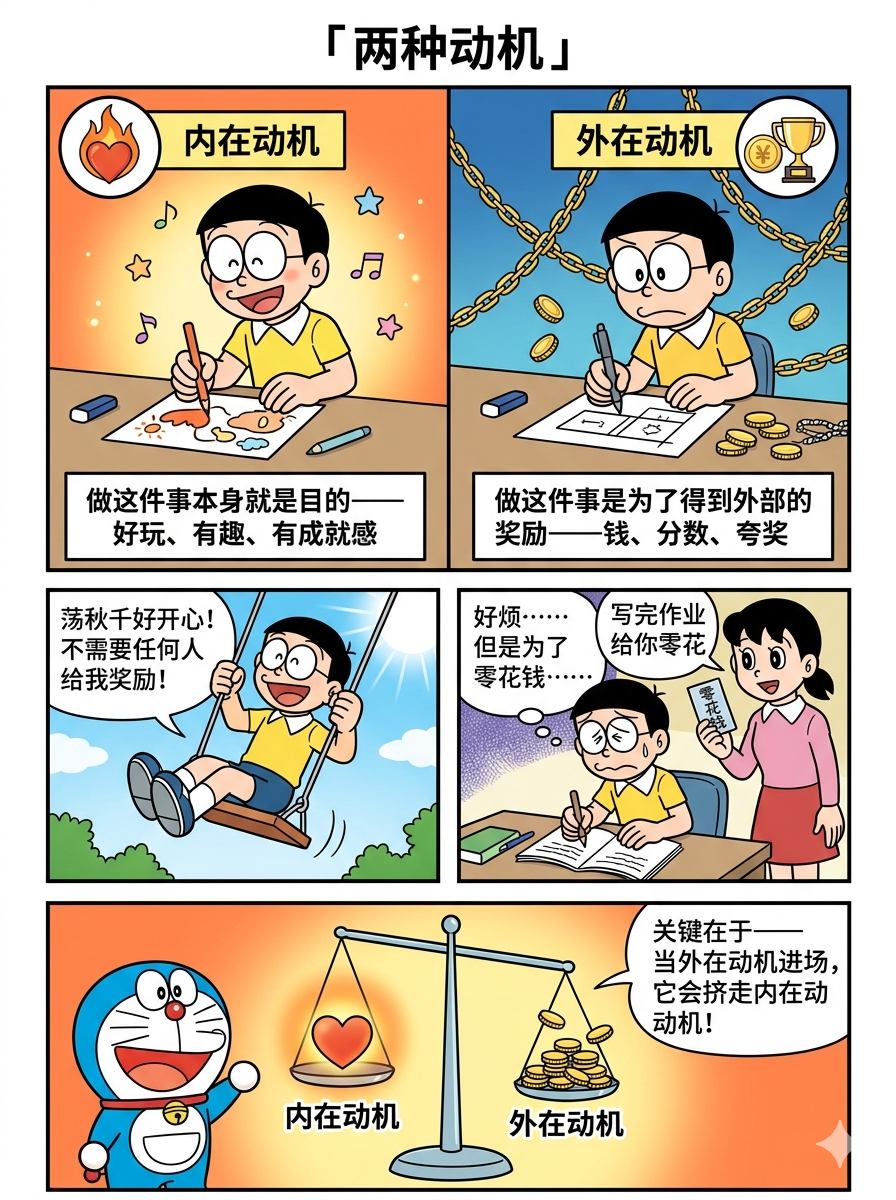 「两种动机」
内在动机
外在动机
¥
做这件事本身就是目的——
好玩、有趣、有成就感
做这件事是为了得到外部的
奖励——钱、分数、夸奖
荡秋千好开心！
不需要任何人
给我奖励！
好烦……
但是为了
零花钱……
写完作业
给你零花
零花钱
关键在于——
当外在动机进场，
它会挤走内在动
动机！
内在动机
外在动机